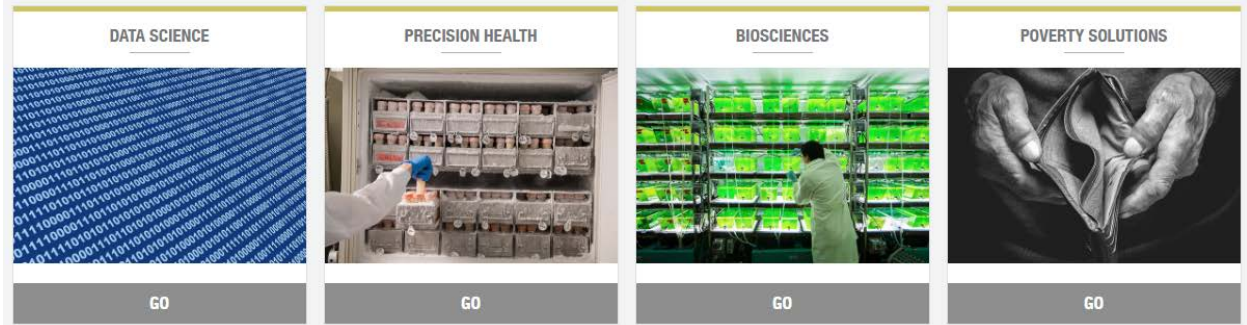 DATA SCIENCE
PRECISION HEALTH
BIOSCIENCES
POVERTY SOLUTIONS
GO
GO
GO
GO